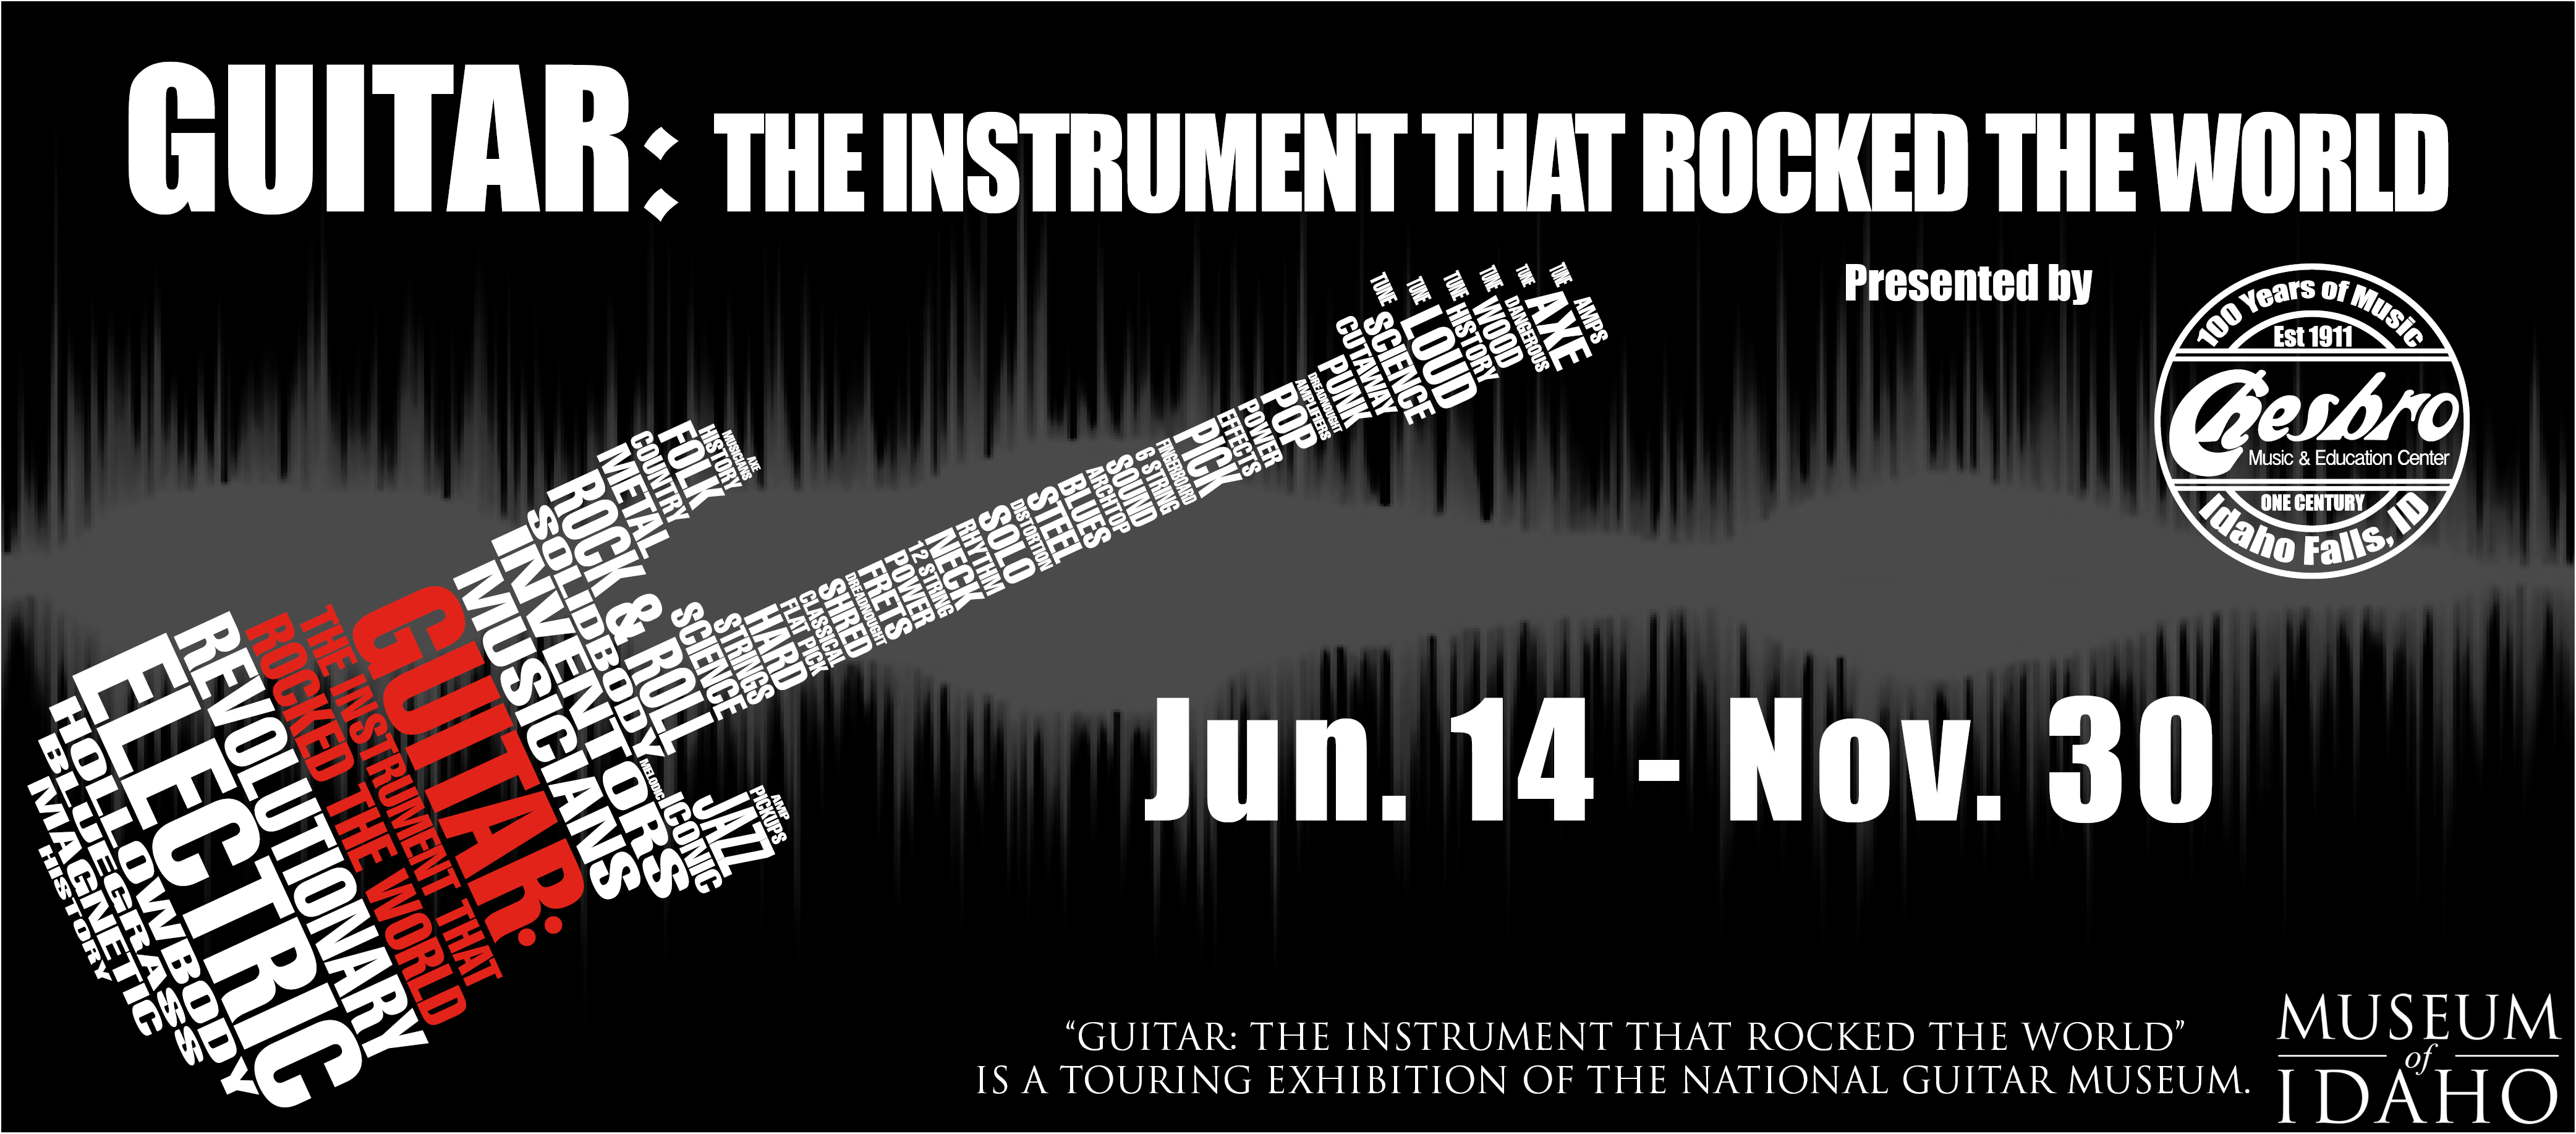 GUITAR: THE INSTRUMENT THAT ROCKED THE WORLD
Presented by
100 Years of Music
Est 1911
Chesbro
Music & Education Center
ONE CENTURY
Idaho Falls, ID
TUNE
TUNE
TUNE
TUNE
TUNE
TUNE
AMPS
AXE
DANGEROUS
WOOD
HISTORY
LOUD
SCIENCE
CUTAWAY
PUNK
DREADNOUGHT
AMPLIFIERS
POP
POWER
EFFECTS
PICK
FINGERBOARD
6 STRING
SOUND
ARCHTOP
BLUES
STEEL
DISTORTION
SOLO
RHYTHM
NECK
12 STRING
POWER
FRETS
DREADNOUGHT
SHRED
CLASSICAL
FLAT PICK
HARD
STRINGS
SCIENCE
AXE
MUSICIANS
HISTORY
FOLK
COUNTRY
METAL
ROCK & ROLL
SOLIDBODY
MELODIC
INVENTORS
MUSICIANS
AMP
PICKUPS
JAZZ
ICONIC
GUITAR:
THE INSTRUMENT THAT
ROCKED THE WORLD
REVOLUTIONARY
ELECTRIC
HOLLOWBODY
BLUEGRASS
MAGNETIC
HISTORY
Jun. 14 - Nov. 30
“GUITAR: THE INSTRUMENT THAT ROCKED THE WORLD”
IS A TOURING EXHIBITION OF THE NATIONAL GUITAR MUSEUM.
MUSEUM
of
IDAHO